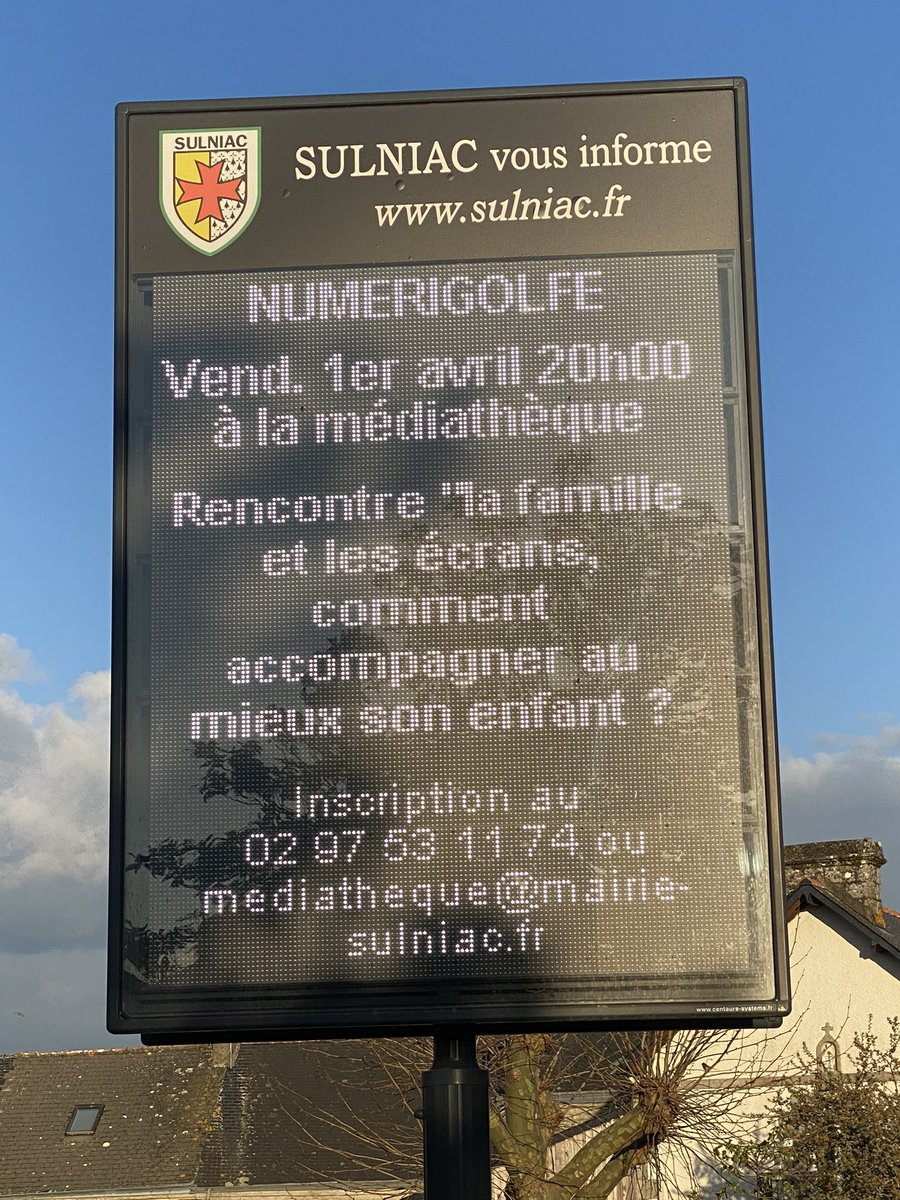 SULNIAC
SULNIAC vous informe
www.sulniac.fr
NUMERIGOLFE
Vend. 1er avril 20h00
à la médiathèque
Rencontre "la famille
et les écrans,
comment
accompagner au
mieux son enfant ?
Inscription au
02 97 53 11 74 ou
mediatheque@mairie-
sulniac.fr
www.centaure-systems.fr